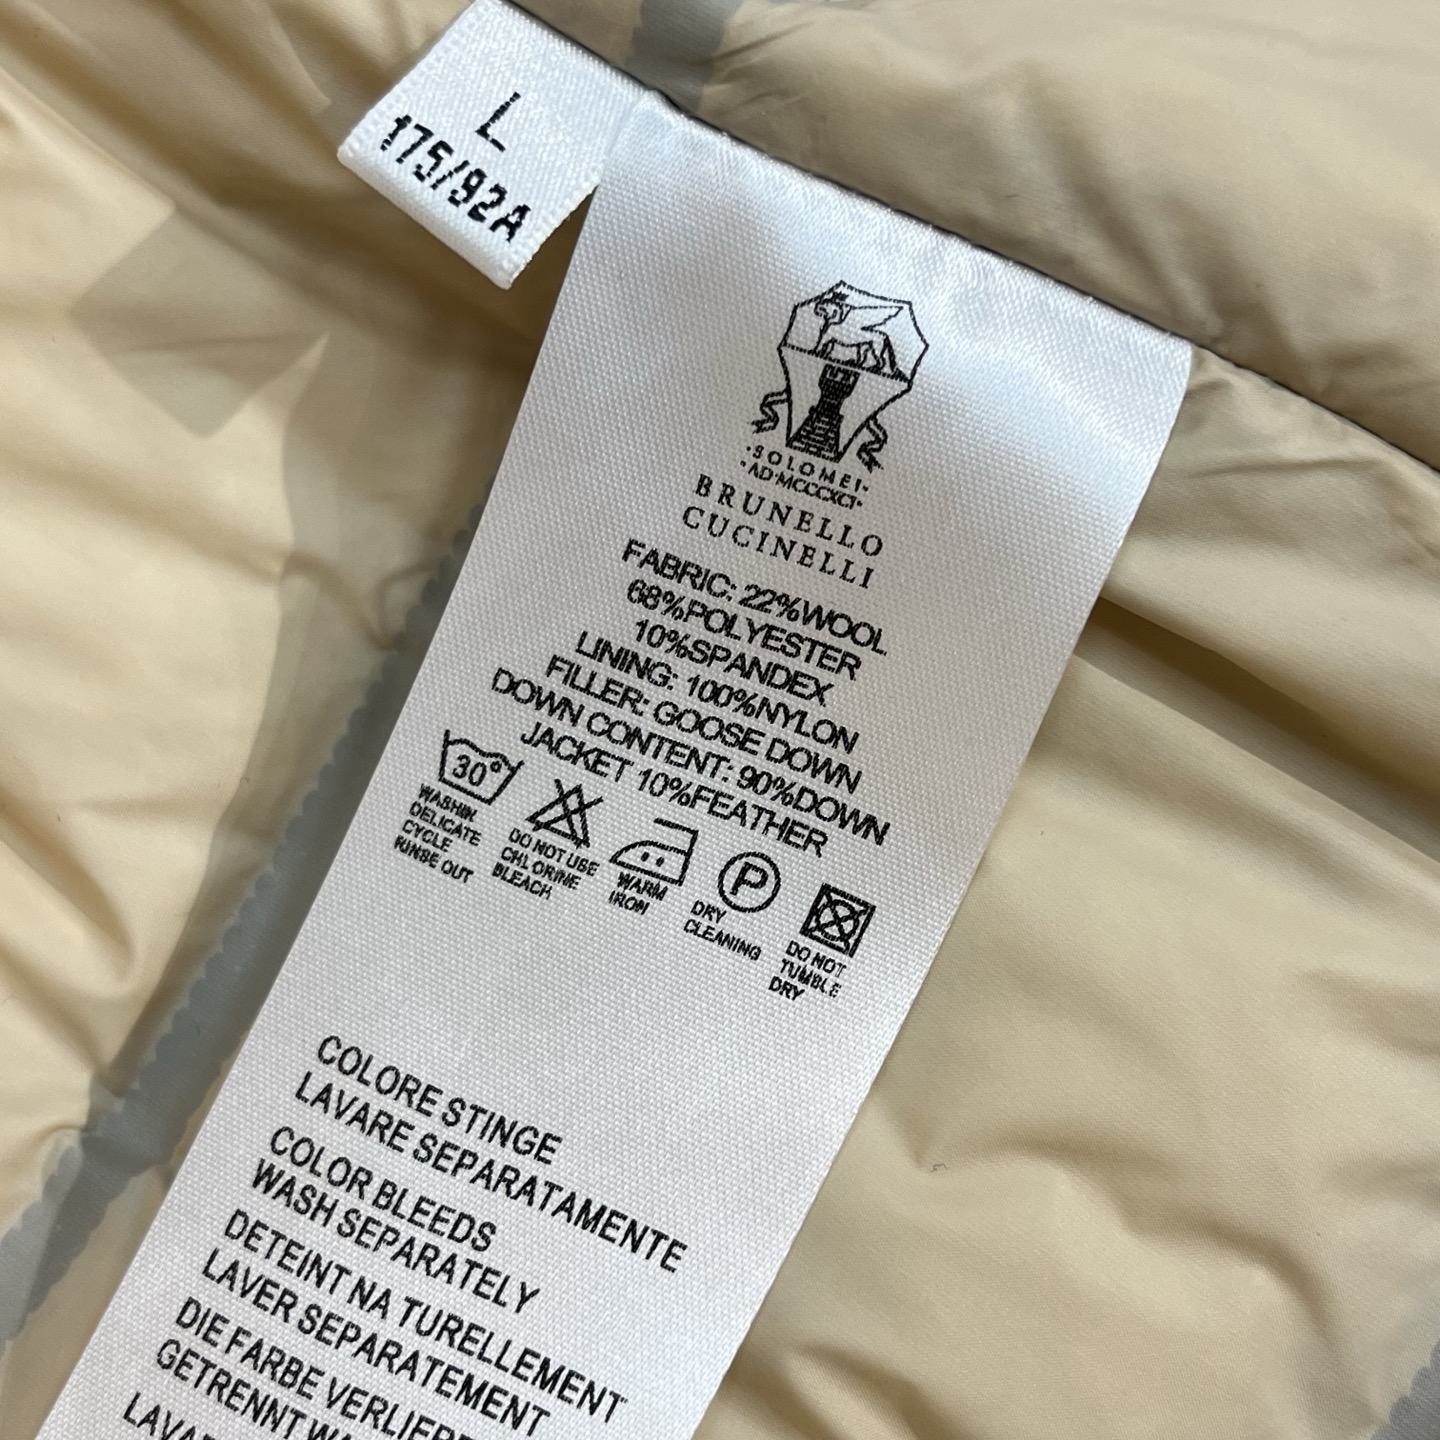 L
175/92A
·SOLOMEI·
·AD·MCCCXCI·
BRUNELLO
CUCINELLI
FABRIC: 22%WOOL
68%POLYESTER
10%SPANDEX
LINING: 100%NYLON
FILLER: GOOSE DOWN
DOWN CONTENT: 90%DOWN
JACKET 10%FEATHER
30°
WASHIN
DELICATE
CYCLE
RINSE OUT
DO NOT USE
CHLORINE
BLEACH
WARM
IRON
P
DRY
CLEANING
DO NOT
TUMBLE
DRY
COLORE STINGE
LAVARE SEPARATAMENTE
COLOR BLEEDS
WASH SEPARATELY
DETEINT NA TURELLEMENT
LAVER SEPARATEMENT
DIE FARBE
GETRENNT